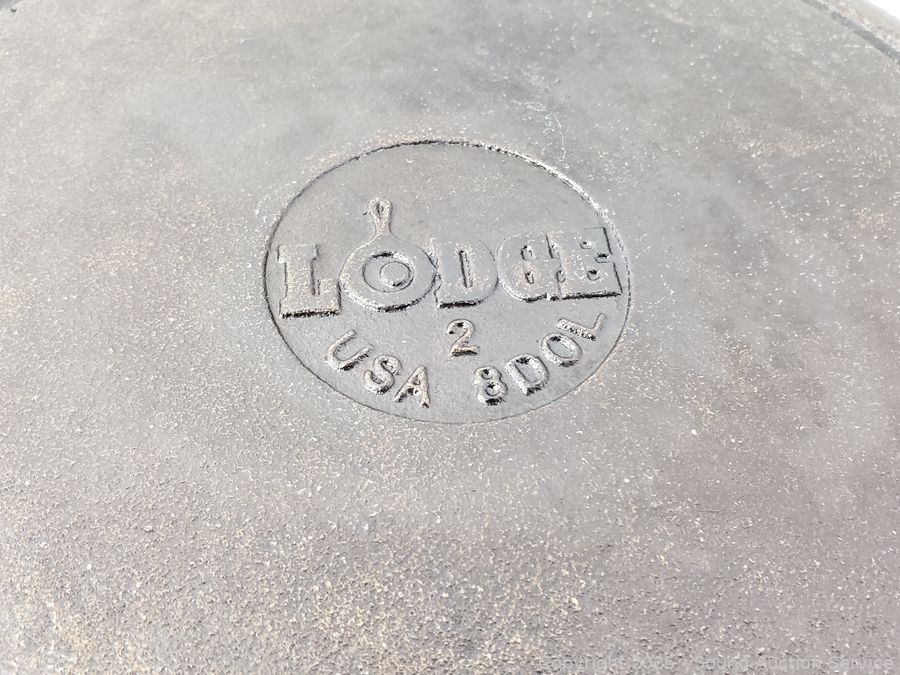 LODGE
2
USA 8DOL
Copyright 2025 - Sound Auction Service